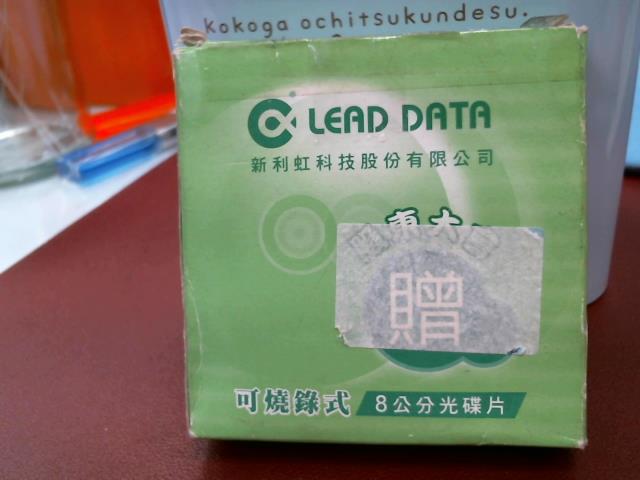 Kokoga ochitsukundesu.
LEAD DATA
新利虹科技股份有限公司
贈
可燒錄式 8公分光碟片